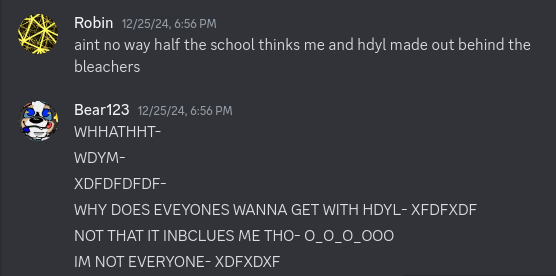 Robin 12/25/24, 6:56 PM
aint no way half the school thinks me and hdyl made out behind the
bleachers
Bear123 12/25/24, 6:56 PM
WHHATHHT-
WDYM-
XDFDFDFDF-
WHY DOES EVEYONES WANNA GET WITH HDYL- XFDFXDF
NOT THAT IT INBCLUES ME THO- O_O_O_OOO
IM NOT EVERYONE- XDFXDXF